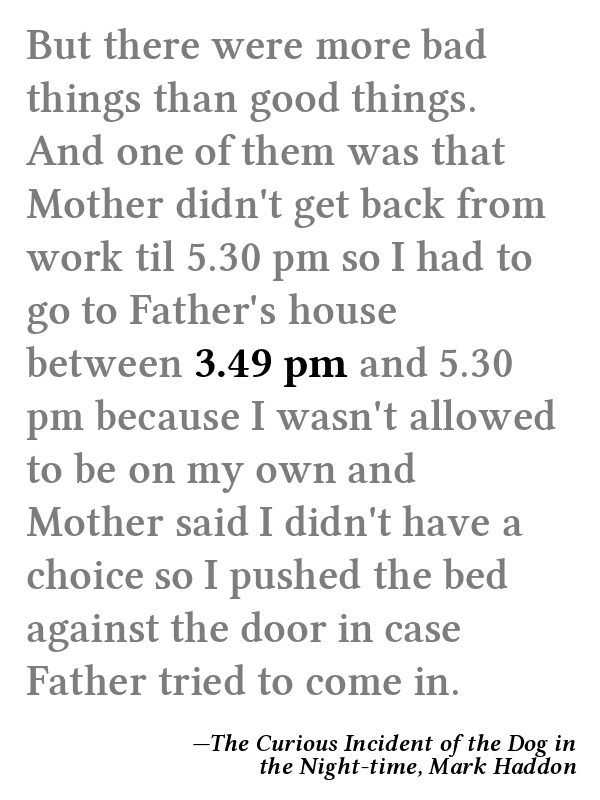 But there were more bad
things than good things.
And one of them was that
Mother didn't get back from
work til 5.30 pm so I had to
go to Father's house
between 3.49 pm and 5.30
pm because I wasn't allowed
to be on my own and
Mother said I didn't have a
choice so I pushed the bed
against the door in case
Father tried to come in.
—The Curious Incident of the Dog in
the Night-time, Mark Haddon